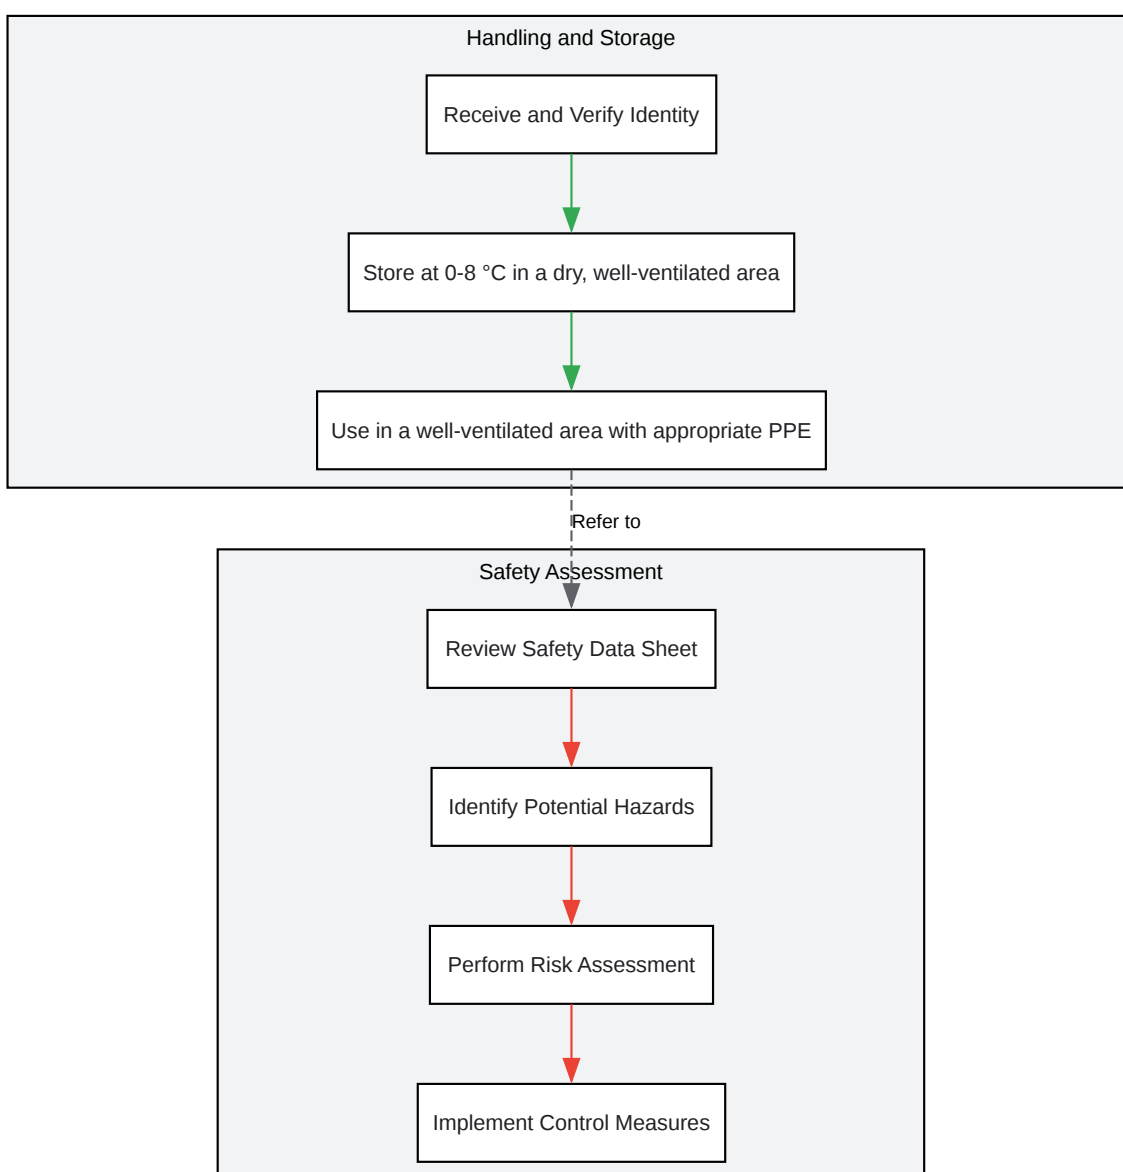 Handling and Storage
Receive and Verify Identity
Store at 0-8 °C in a dry, well-ventilated area
Use in a well-ventilated area with appropriate PPE
Refer to
Safety Assessment
Review Safety Data Sheet
Identify Potential Hazards
Perform Risk Assessment
Implement Control Measures